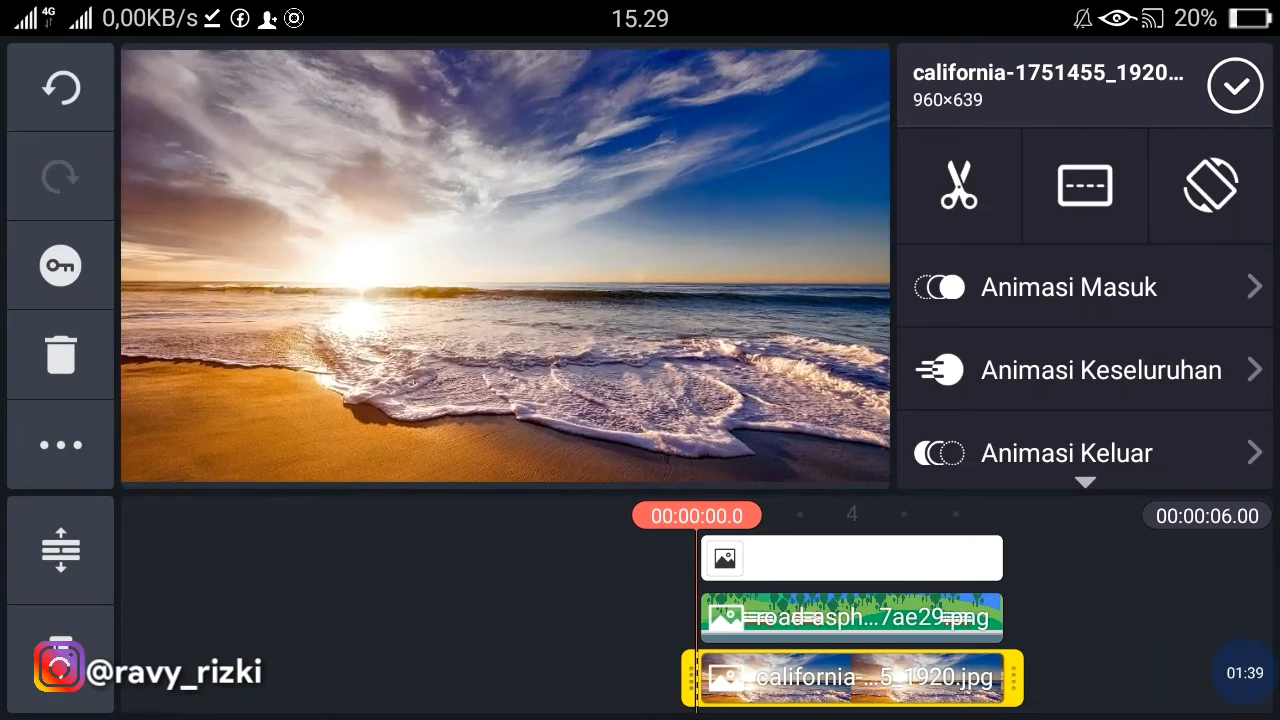 4G
0,00KB/s
15.29
20%
california-1751455_1920...
960×639
Animasi Masuk
Animasi Keseluruhan
Animasi Keluar
00:00:00.0
4
00:00:06.00
road-asph...7ae29.png
california-...5_1920.jpg
01:39
@ravy_rizki